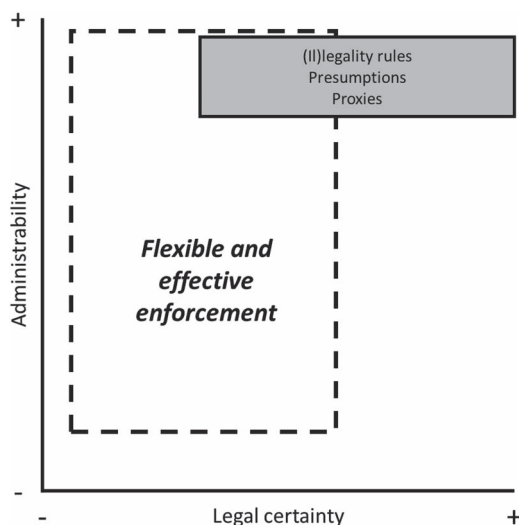 +
(Il)legality rules
Presumptions
Proxies
Administrability
Flexible and
effective
enforcement
-
-
Legal certainty
+